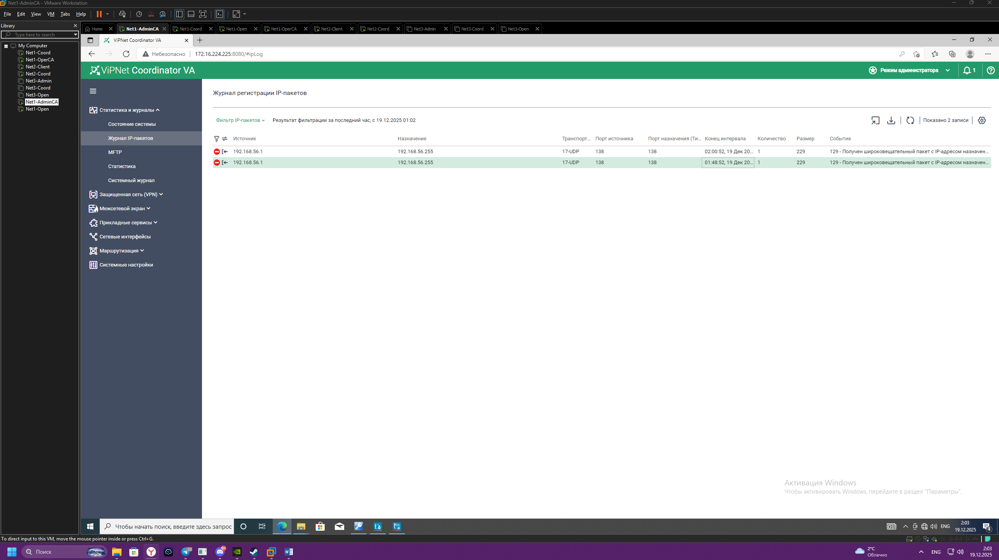 Net1-AdminCA - VMware Workstation
File Edit View VM Tabs Help
Library
Type here to search
My Computer
Net1-Coord
Net1-OperCA
Net2-Client
Net2-Coord
Net3-Admin
Net3-Coord
Net3-Open
Net1-AdminCA
Net1-Open
Home Net1-AdminCA Net1-Coord Net1-Open Net1-OperCA Net2-Client Net2-Coord Net3-Admin Net3-Coord Net3-Open
ViPNet Coordinator VA
Небезопасно 172.16.224.225:8080/#ipLog
ViPNet Coordinator VA
Режим администратора 1
Статистика и журналы
Состояние системы
Журнал IP-пакетов
MFTP
Статистика
Системный журнал
Защищенная сеть (VPN)
Межсетевой экран
Прикладные сервисы
Сетевые интерфейсы
Маршрутизация
Системные настройки
Журнал регистрации IP-пакетов
Фильтр IP-пакетов Результат фильтрации за последний час, с 19.12.2025 01:02 Показано 2 записи
Источник Назначение Транспорт... Порт источника Порт назначения (Ти... Конец интервала Количество Размер Событие
192.168.56.1 192.168.56.255 17-UDP 138 138 02:00:52, 19 Дек 20... 1 229 129 - Получен широковещательный пакет с IP-адресом назначен...
192.168.56.1 192.168.56.255 17-UDP 138 138 01:48:52, 19 Дек 20... 1 229 129 - Получен широковещательный пакет с IP-адресом назначен...
Активация Windows
Чтобы активировать Windows, перейдите в раздел "Параметры".
Чтобы начать поиск, введите здесь запрос
ENG 2:03
19.12.2025 4
To direct input to this VM, move the mouse pointer inside or press Ctrl+G.
Поиск .02 9+
2°C
Облачно
ENG 2:03
19.12.2025